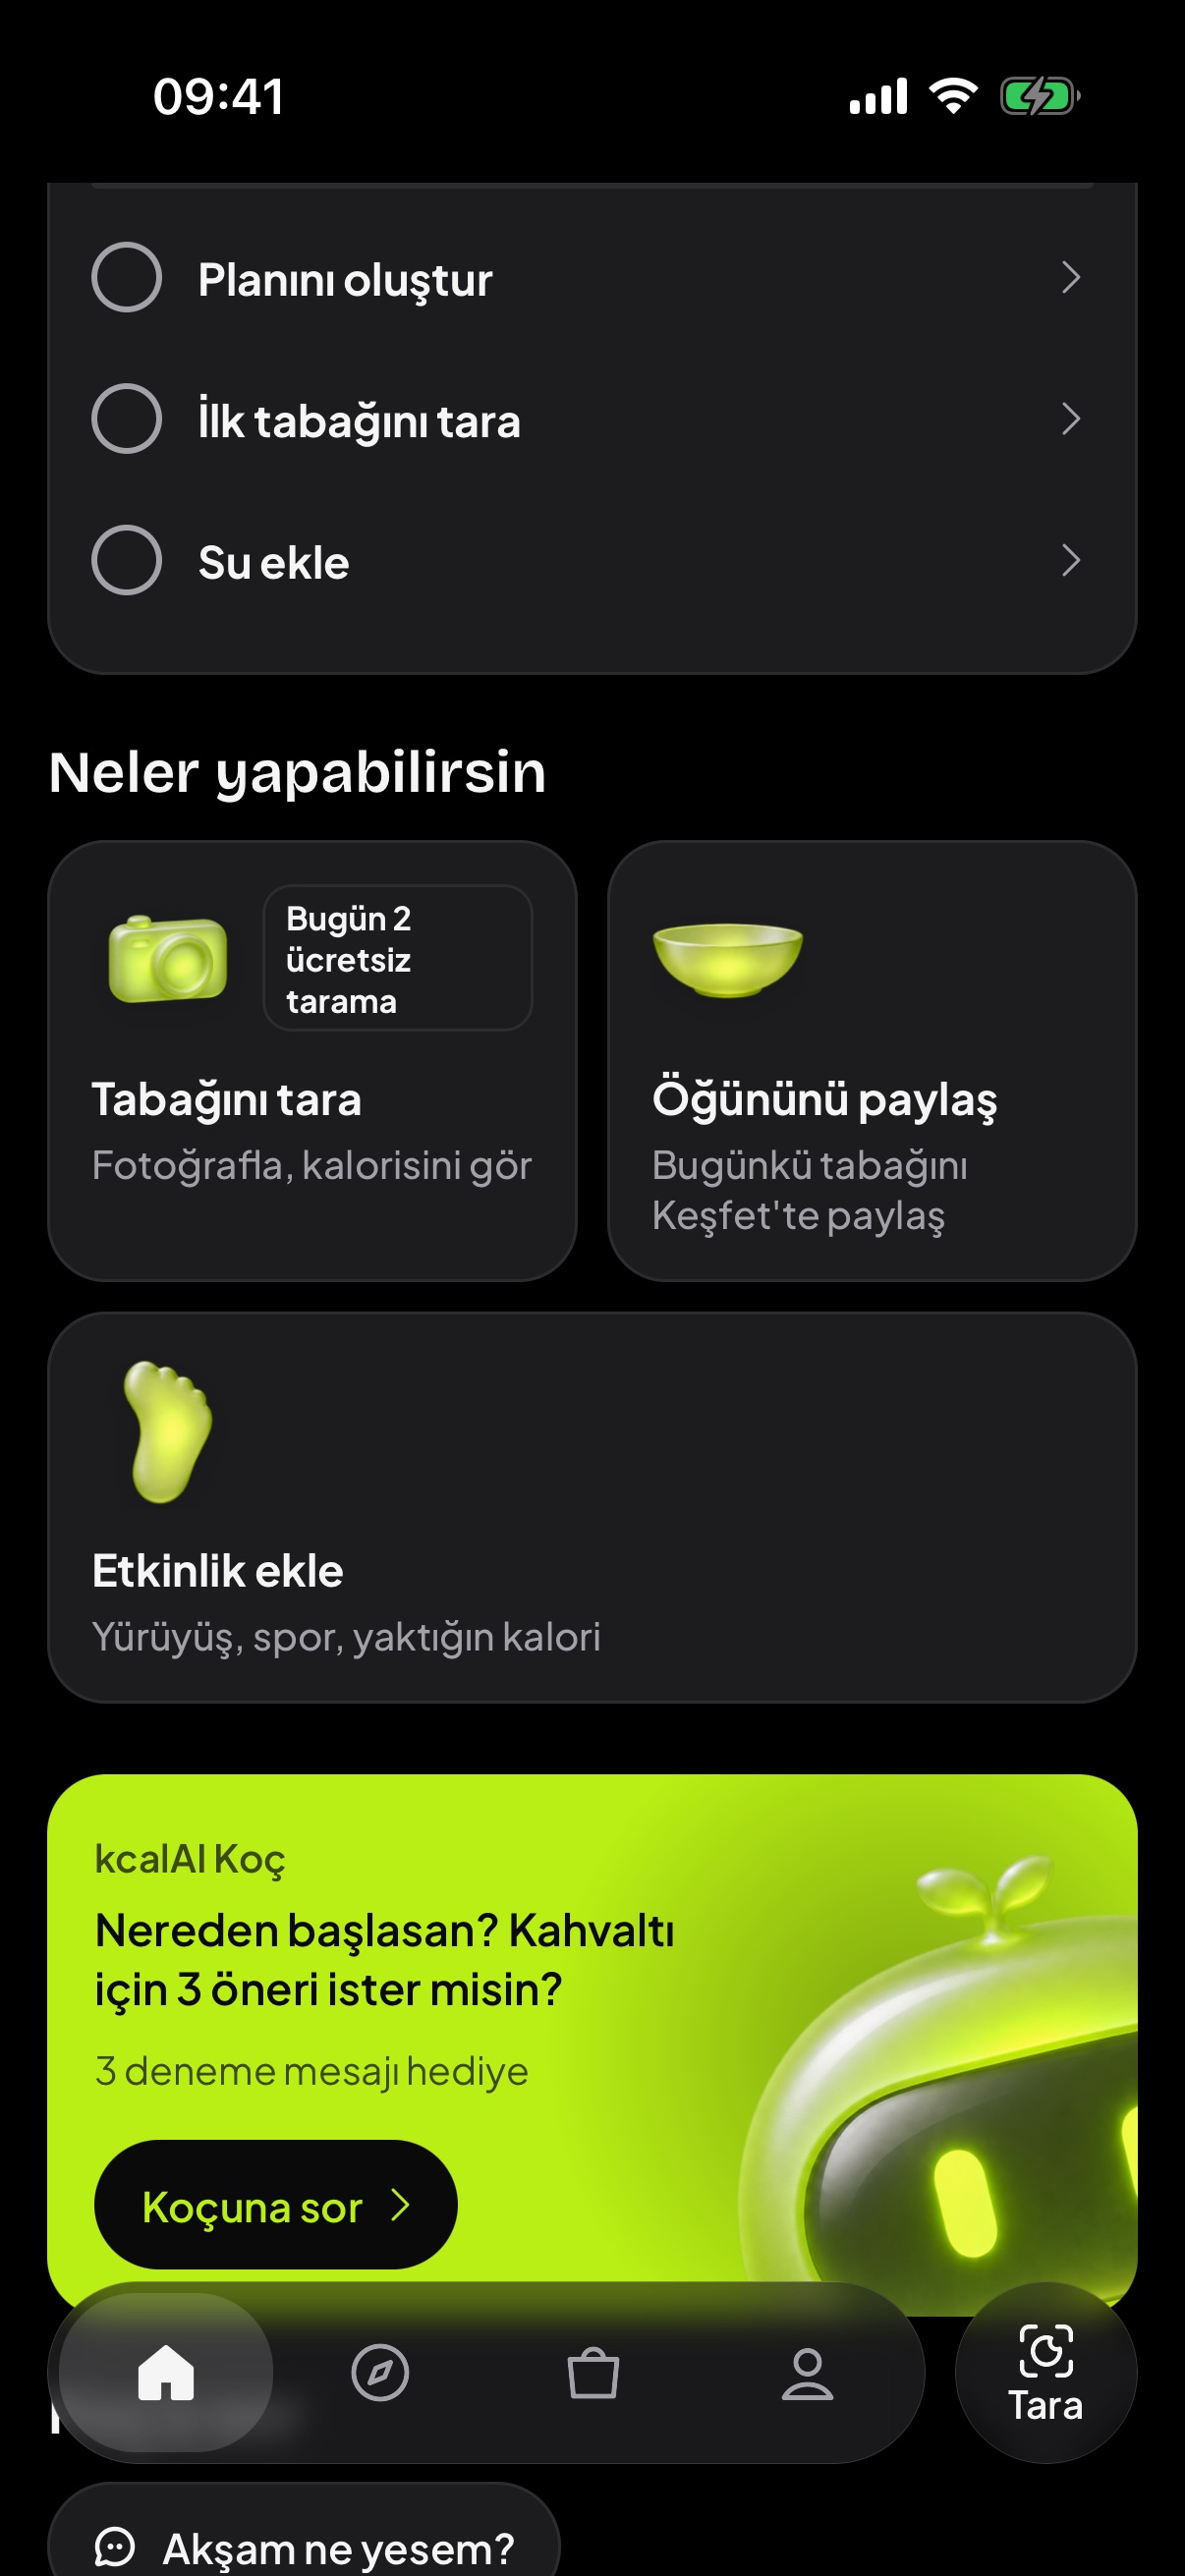 09:41
Planını oluştur
İlk tabağını tara
Su ekle
Neler yapabilirsin
Bugün 2
ücretsiz
tarama
Tabağını tara
Fotoğrafla, kalorisini gör
Öğününü paylaş
Bugünkü tabağını
Keşfet'te paylaş
Etkinlik ekle
Yürüyüş, spor, yaktığın kalori
kcalAI Koç
Nereden başlasan? Kahvaltı
için 3 öneri ister misin?
3 deneme mesajı hediye
Koçuna sor
Tara
Akşam ne yesem?